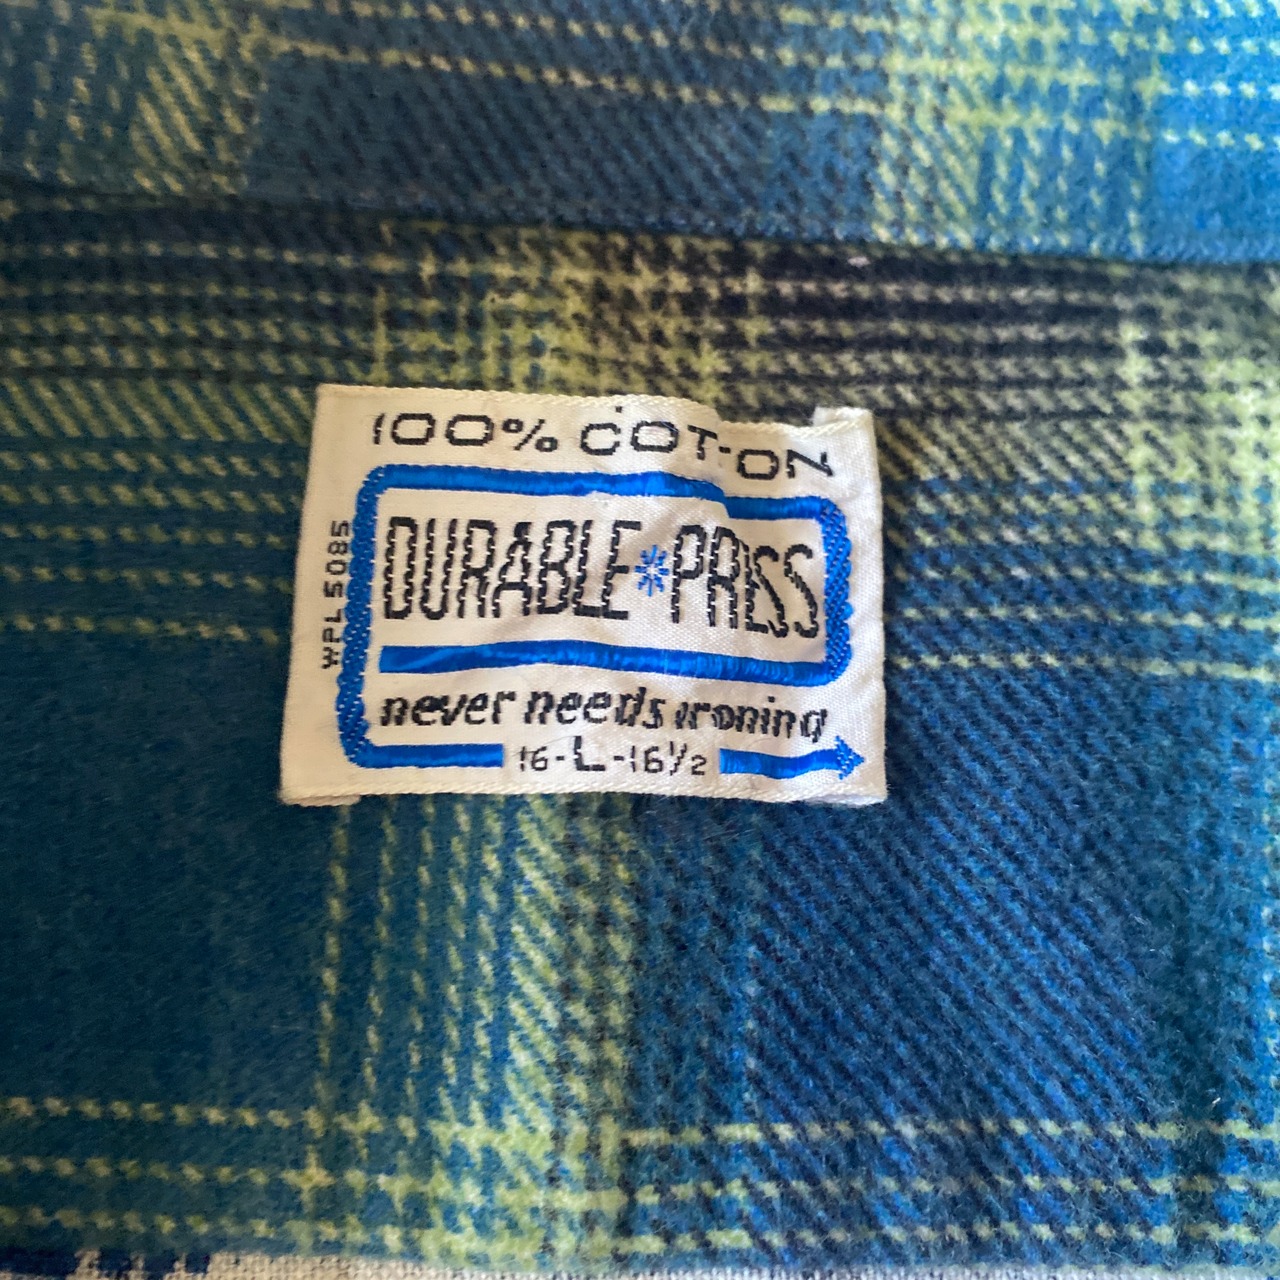 100% COTTON
DURABLE*PRESS
never needs ironing
16-L-16½
WPL 5085